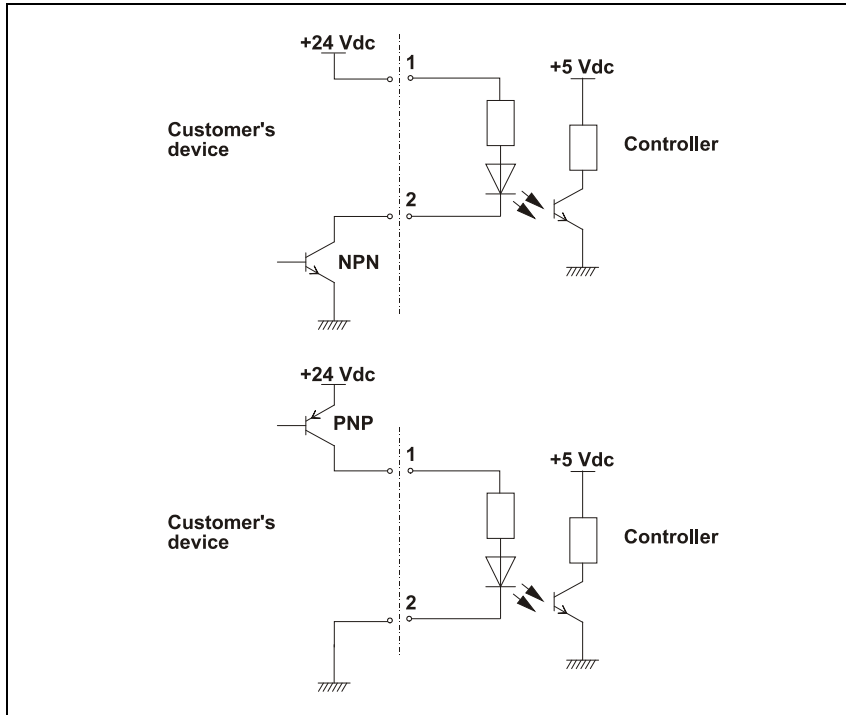 +24 Vdc
1
+5 Vdc
Customer's
device
Controller
2
NPN
+24 Vdc
PNP
1
+5 Vdc
Customer's
device
Controller
2